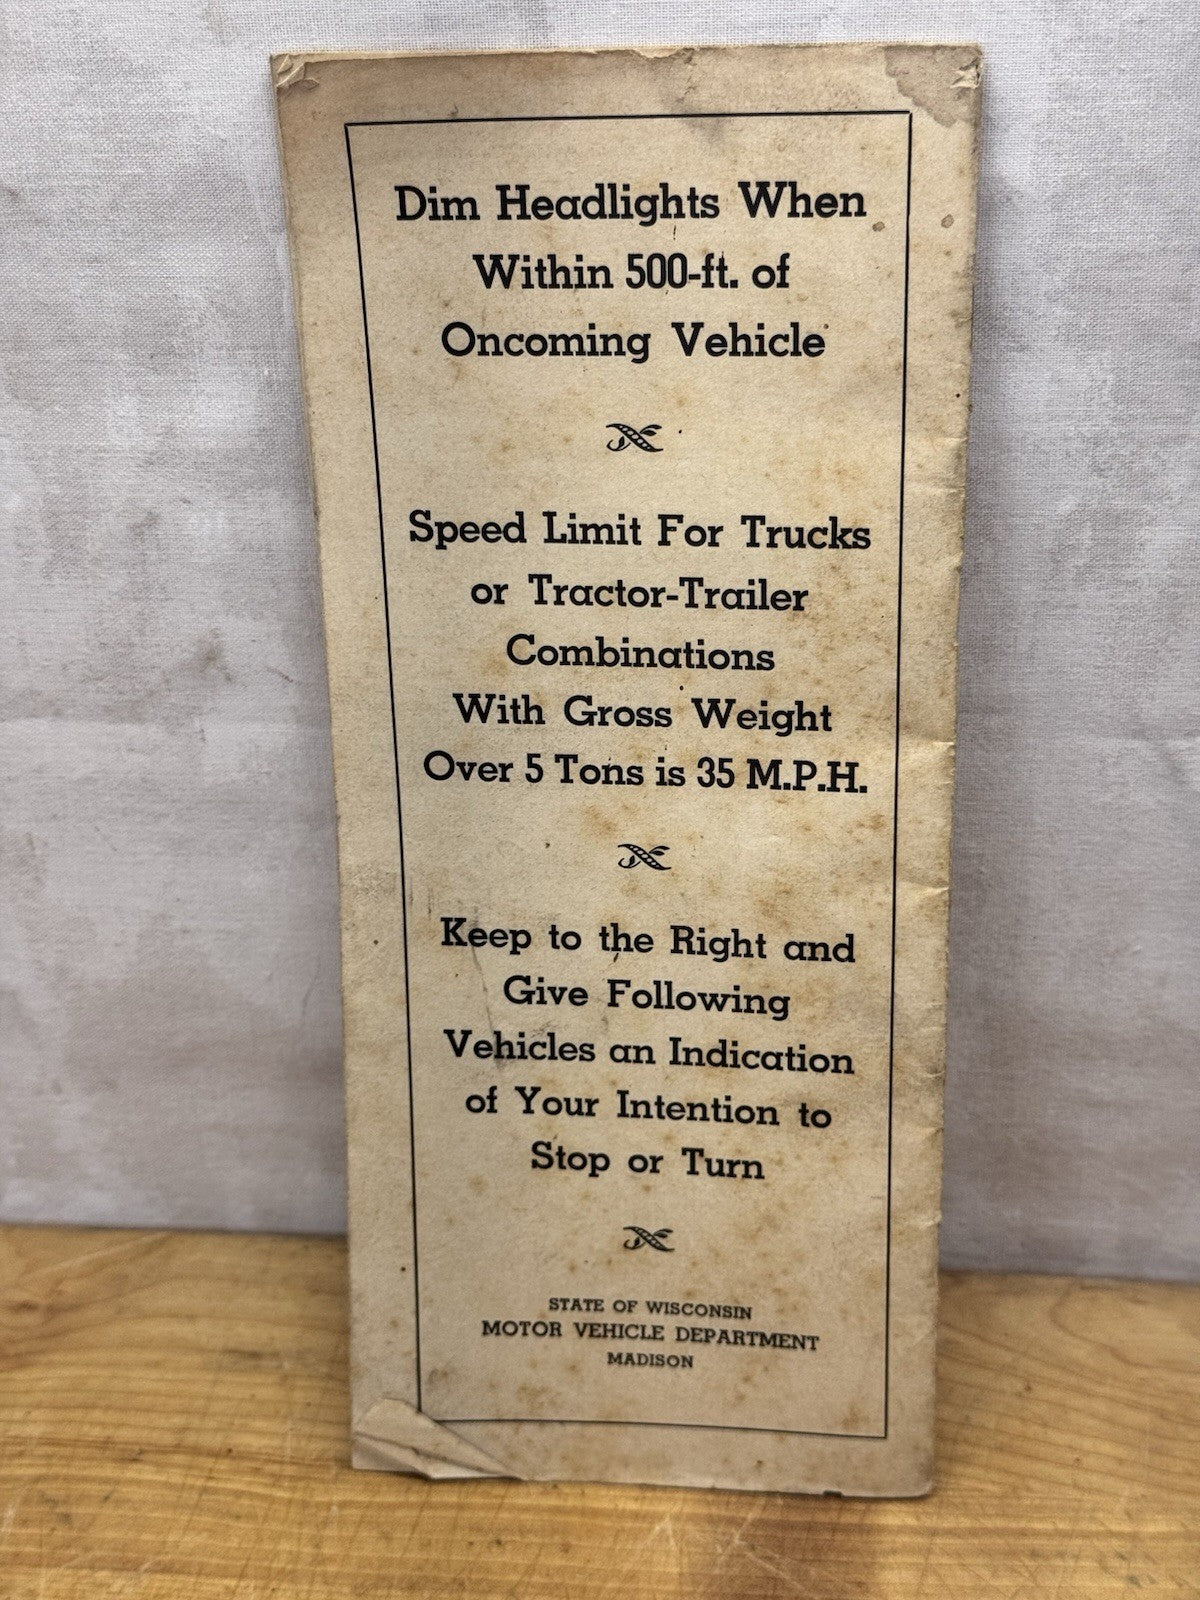 Dim Headlights When
Within 500-ft. of
Oncoming Vehicle
Speed Limit For Trucks
or Tractor-Trailer
Combinations
With Gross Weight
Over 5 Tons is 35 M.P.H.
Keep to the Right and
Give Following
Vehicles an Indication
of Your Intention to
Stop or Turn
STATE OF WISCONSIN
MOTOR VEHICLE DEPARTMENT
MADISON